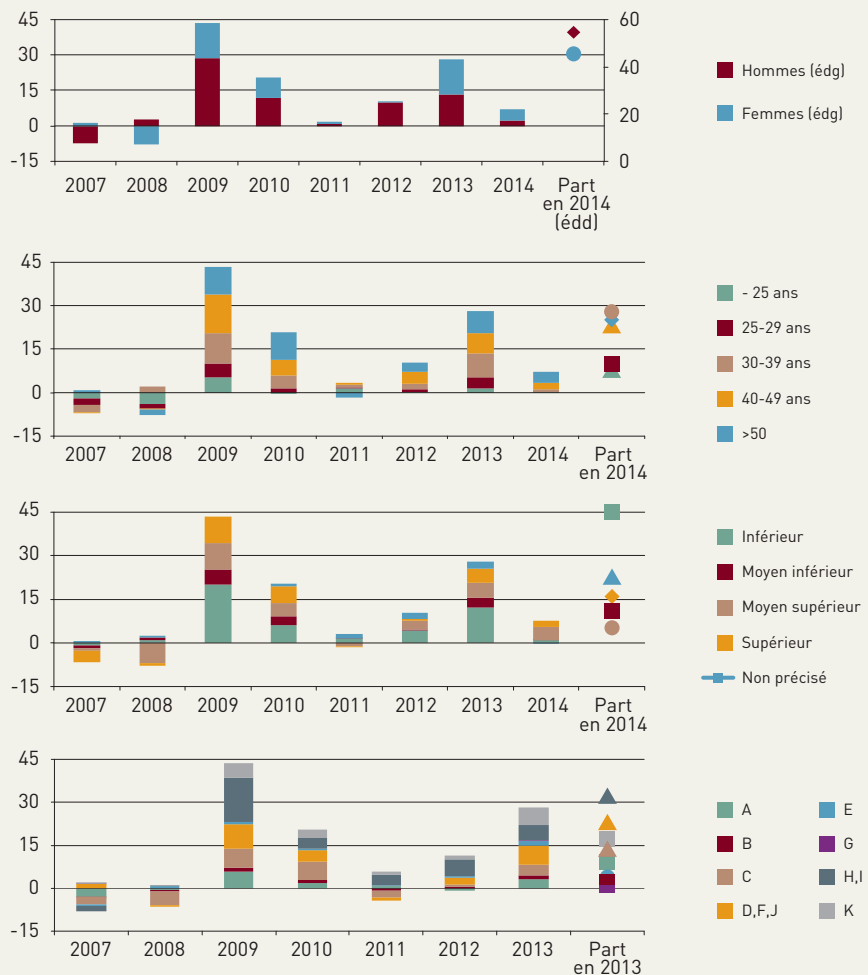 45 60
30 40
15
0 20
-15 0
2007 2008 2009 2010 2011 2012 2013 2014 Part
en 2014
(édd)
Hommes (édg)
Femmes (édg)
45
30
15
0
-15
2007 2008 2009 2010 2011 2012 2013 2014 Part
en 2014
- 25 ans
25-29 ans
30-39 ans
40-49 ans
>50
45
30
15
0
-15
2007 2008 2009 2010 2011 2012 2013 2014 Part
en 2014
Inférieur
Moyen inférieur
Moyen supérieur
Supérieur
Non précisé
45
30
15
0
-15
2007 2008 2009 2010 2011 2012 2013 Part
en 2013
A E
B G
C H,I
D,F,J K